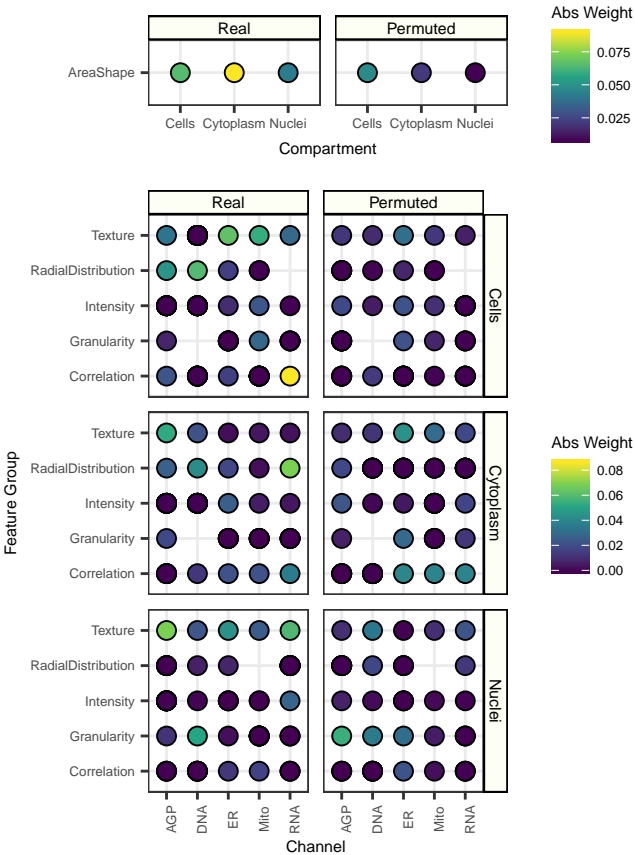 Real
Permuted
AreaShape
Cells Cytoplasm Nuclei
Cells Cytoplasm Nuclei
Compartment
Abs Weight
0.075
0.050
0.025
Feature Group
Real
Permuted
Texture
RadialDistribution
Intensity
Granularity
Correlation
Cells
Texture
RadialDistribution
Intensity
Granularity
Correlation
Cytoplasm
Texture
RadialDistribution
Intensity
Granularity
Correlation
Nuclei
AGP
DNA
ER
Mito
RNA
AGP
DNA
ER
Mito
RNA
Channel
Abs Weight
0.08
0.06
0.04
0.02
0.00